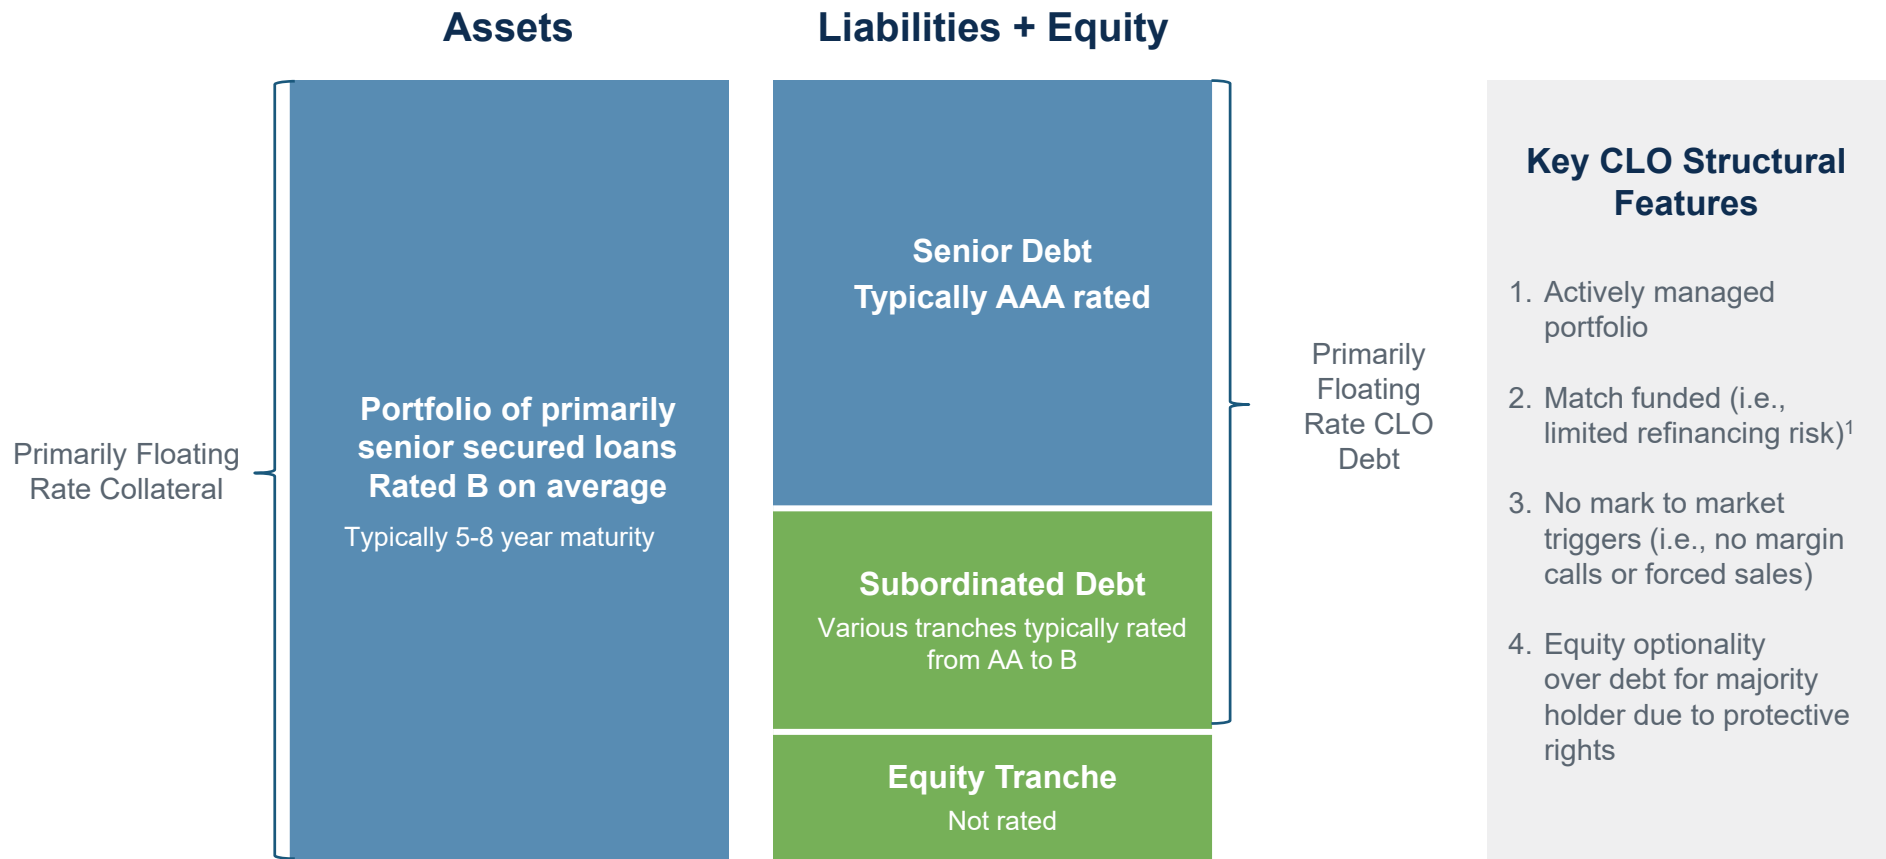 Assets
Liabilities + Equity
Primarily Floating
Rate Collateral
Portfolio of primarily
senior secured loans
Rated B on average
Typically 5-8 year maturity
Senior Debt
Typically AAA rated
Subordinated Debt
Various tranches typically rated
from AA to B
Equity Tranche
Not rated
Primarily
Floating
Rate CLO
Debt
Key CLO Structural
Features
1. Actively managed
portfolio
2. Match funded (i.e.,
limited refinancing risk)¹
3. No mark to market
triggers (i.e., no margin
calls or forced sales)
4. Equity optionality
over debt for majority
holder due to protective
rights